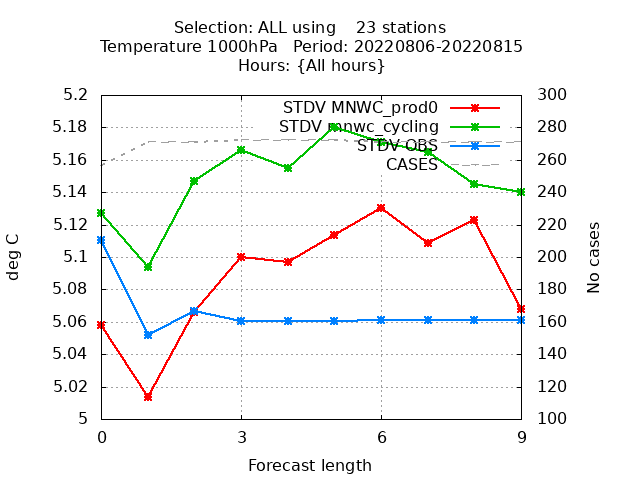 Selection: ALL using 23 stations
Temperature 1000hPa Period: 20220806-20220815
Hours: {All hours}
5.2
5.18
5.16
5.14
5.12
5.1
5.08
5.06
5.04
5.02
5
deg C
STDV MNWC_prod0
STDV mnwc_cycling
STDV OBS
CASES
300
280
260
240
220
200
180
160
140
120
100
No cases
0 3 6 9
Forecast length